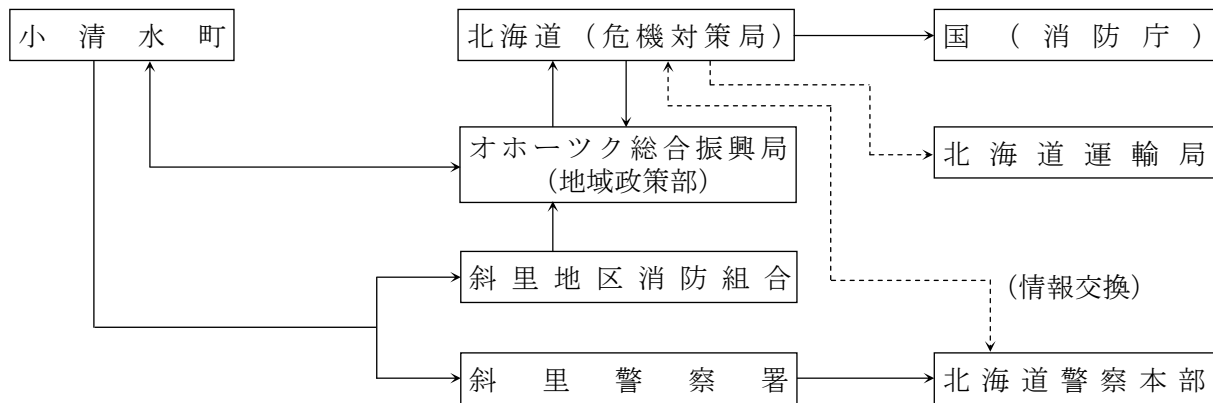 小清水町
北海道（危機対策局）
国（消防庁）
オホーツク総合振興局
（地域政策部）
北海道運輸局
斜里地区消防組合
（情報交換）
斜里警察署
北海道警察本部